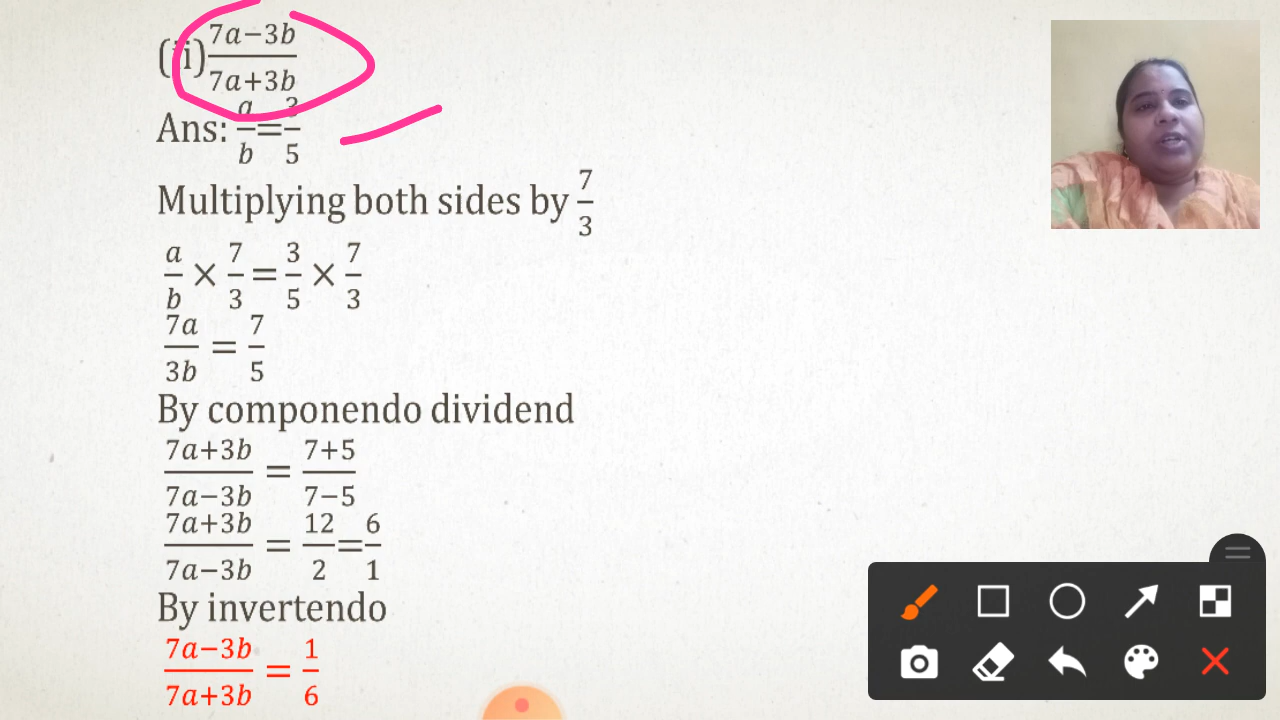 (ii) (7a−3b)/(7a+3b)
Ans: a/b = 3/5
Multiplying both sides by 7/3
a/b × 7/3 = 3/5 × 7/3
7a/3b = 7/5
By componendo dividend
(7a+3b)/(7a−3b) = (7+5)/(7−5)
(7a+3b)/(7a−3b) = 12/2 = 6/1
By invertendo
(7a−3b)/(7a+3b) = 1/6